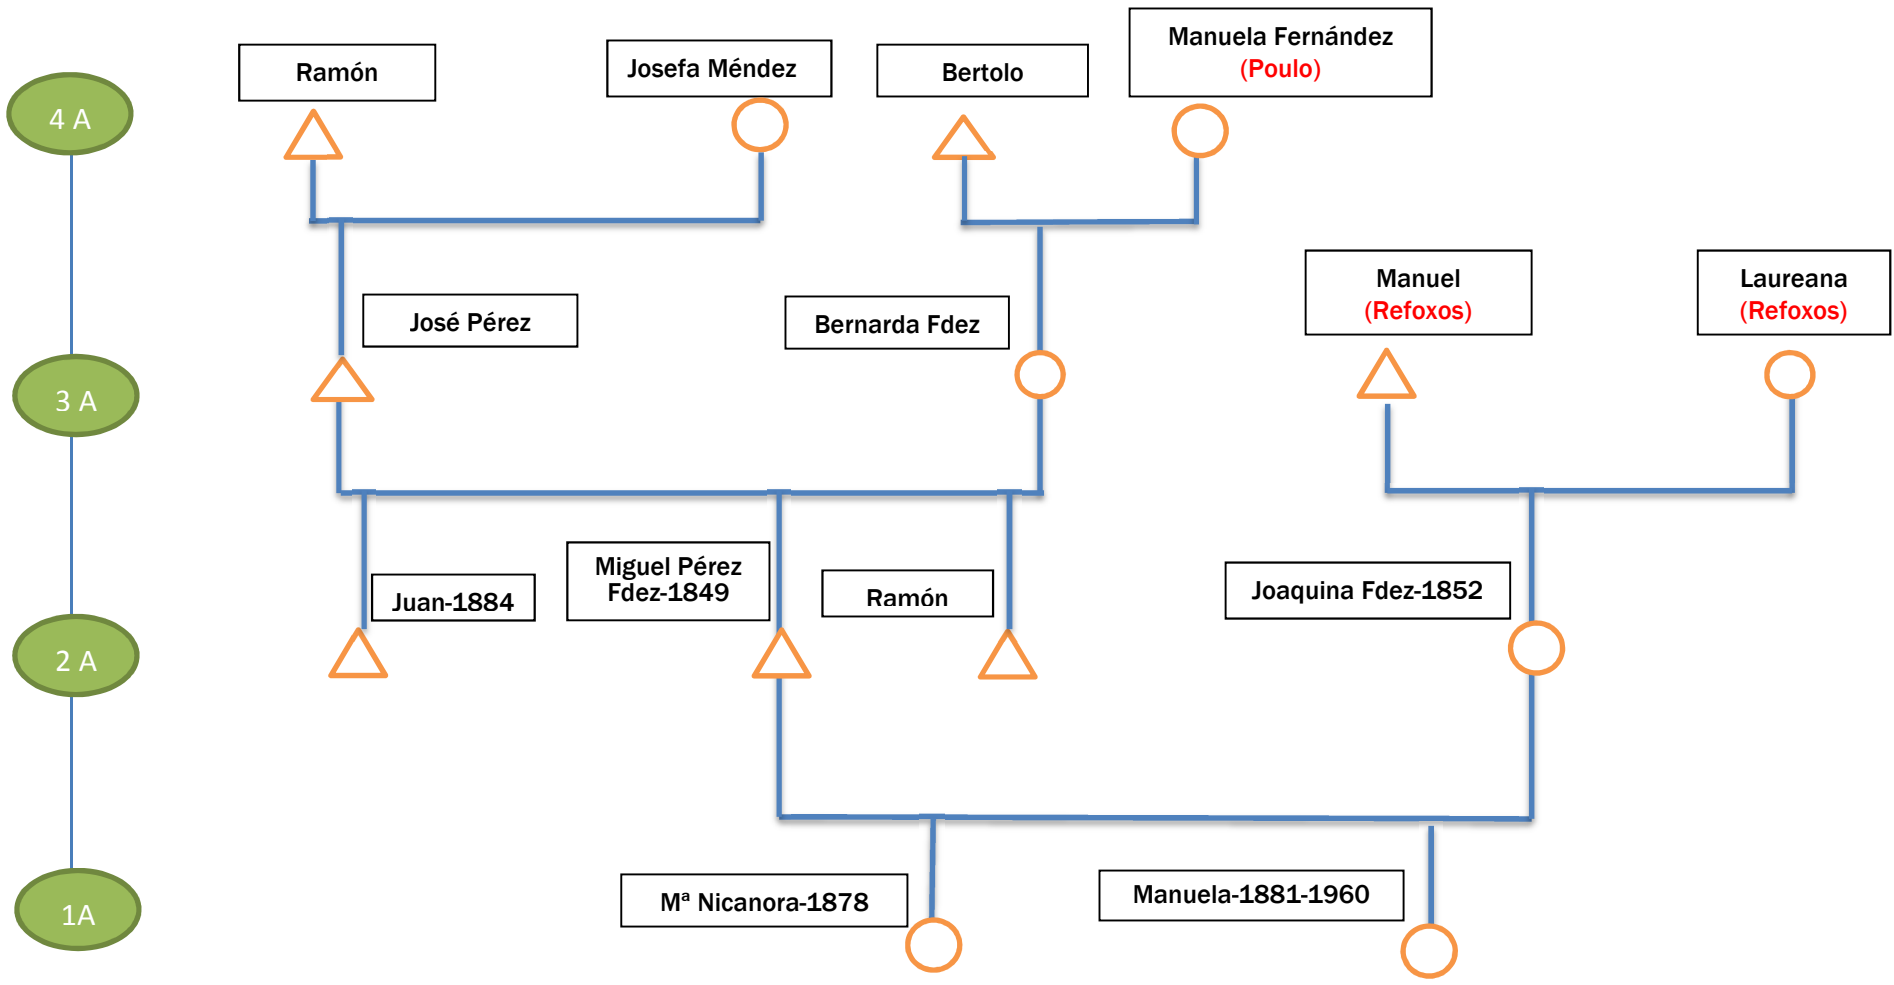 4 A
Ramón
Josefa Méndez
Bertolo
Manuela Fernández
(Poulo)
3 A
José Pérez
Bernarda Fdez
Manuel
(Refoxos)
Laureana
(Refoxos)
2 A
Juan-1884
Miguel Pérez
Fdez-1849
Ramón
Joaquina Fdez-1852
1A
Mª Nicanora-1878
Manuela-1881-1960